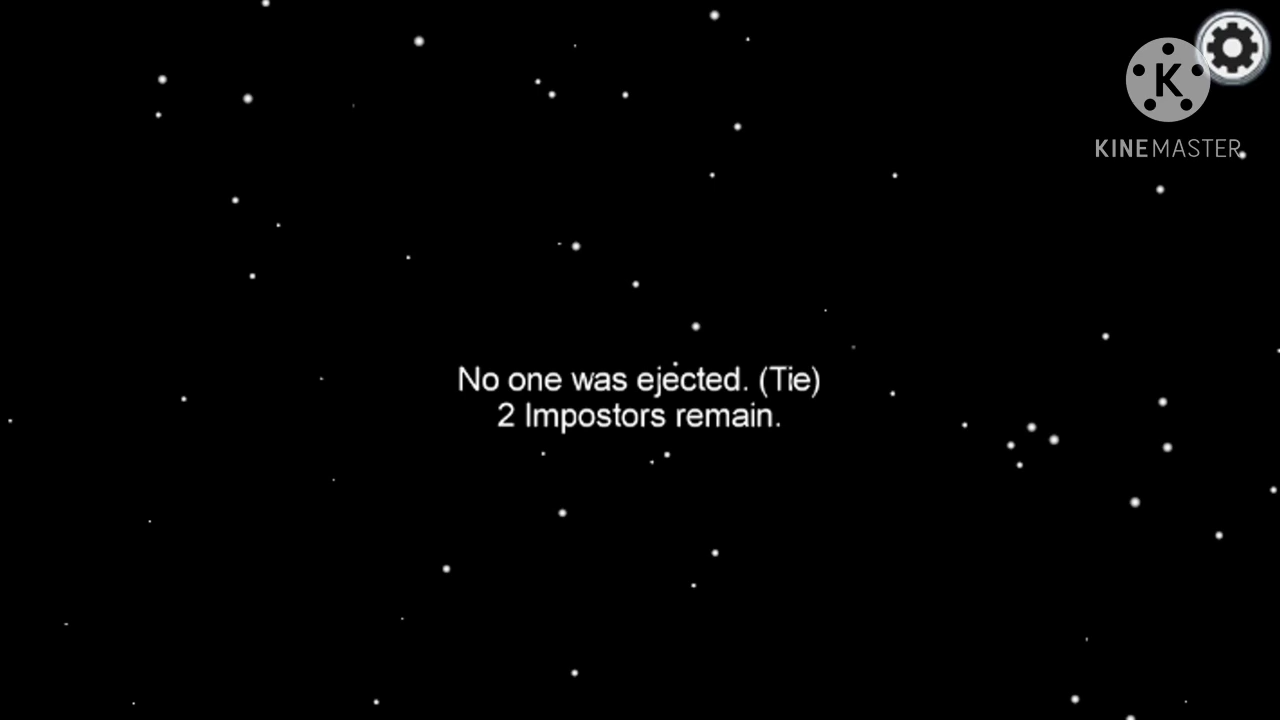 K
KINEMASTER
No one was ejected. (Tie)
2 Impostors remain.